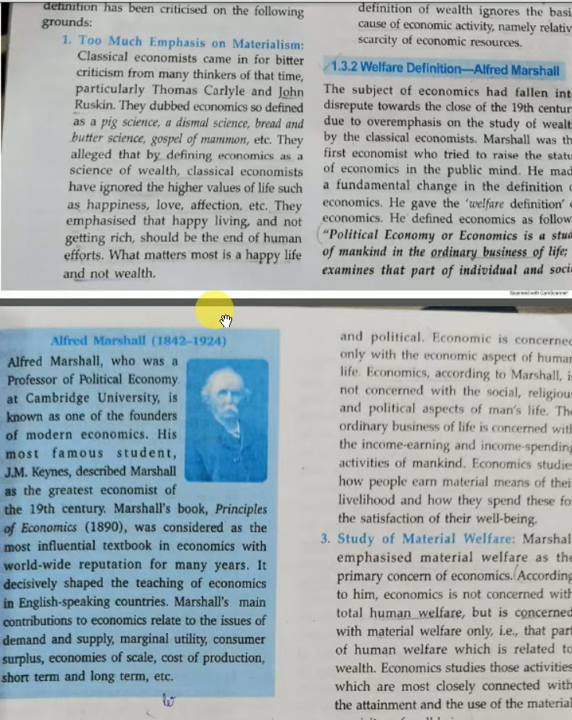 definition has been criticised on the following
grounds:
1. Too Much Emphasis on Materialism:
Classical economists came in for bitter
criticism from many thinkers of that time,
particularly Thomas Carlyle and John
Ruskin. They dubbed economics so defined
as a pig science, a dismal science, bread and
butter science, gospel of mammon, etc. They
alleged that by defining economics as a
science of wealth, classical economists
have ignored the higher values of life such
as happiness, love, affection, etc. They
emphasised that happy living, and not
getting rich, should be the end of human
efforts. What matters most is a happy life
and not wealth.
definition of wealth ignores the basi
cause of economic activity, namely relativ
scarcity of economic resources.
1.3.2 Welfare Definition—Alfred Marshall
The subject of economics had fallen int
disrepute towards the close of the 19th centur
due to overemphasis on the study of wealt
by the classical economists. Marshall was th
first economist who tried to raise the statu
of economics in the public mind. He mad
a fundamental change in the definition
economics. He gave the 'welfare definition'
economics. He defined economics as follow
"Political Economy or Economics is a stud
of mankind in the ordinary business of life;
examines that part of individual and soci
Scanned with CamScanner
Alfred Marshall (1842–1924)
Alfred Marshall, who was a
Professor of Political Economy
at Cambridge University, is
known as one of the founders
of modern economics. His
most famous student,
J.M. Keynes, described Marshall
as the greatest economist of
the 19th century. Marshall's book, Principles
of Economics (1890), was considered as the
most influential textbook in economics with
world-wide reputation for many years. It
decisively shaped the teaching of economics
in English-speaking countries. Marshall's main
contributions to economics relate to the issues of
demand and supply, marginal utility, consumer
surplus, economies of scale, cost of production,
short term and long term, etc.
and political. Economic is concerned
only with the economic aspect of human
life. Economics, according to Marshall, i
not concerned with the social, religious
and political aspects of man's life. The
ordinary business of life is concerned with
the income-earning and income-spending
activities of mankind. Economics studie
how people earn material means of thei
livelihood and how they spend these fo
the satisfaction of their well-being.
3. Study of Material Welfare: Marshal
emphasised material welfare as the
primary concern of economics. According
to him, economics is not concerned with
total human welfare, but is concerned
with material welfare only, i.e., that part
of human welfare which is related to
wealth. Economics studies those activities
which are most closely connected with
the attainment and the use of the material